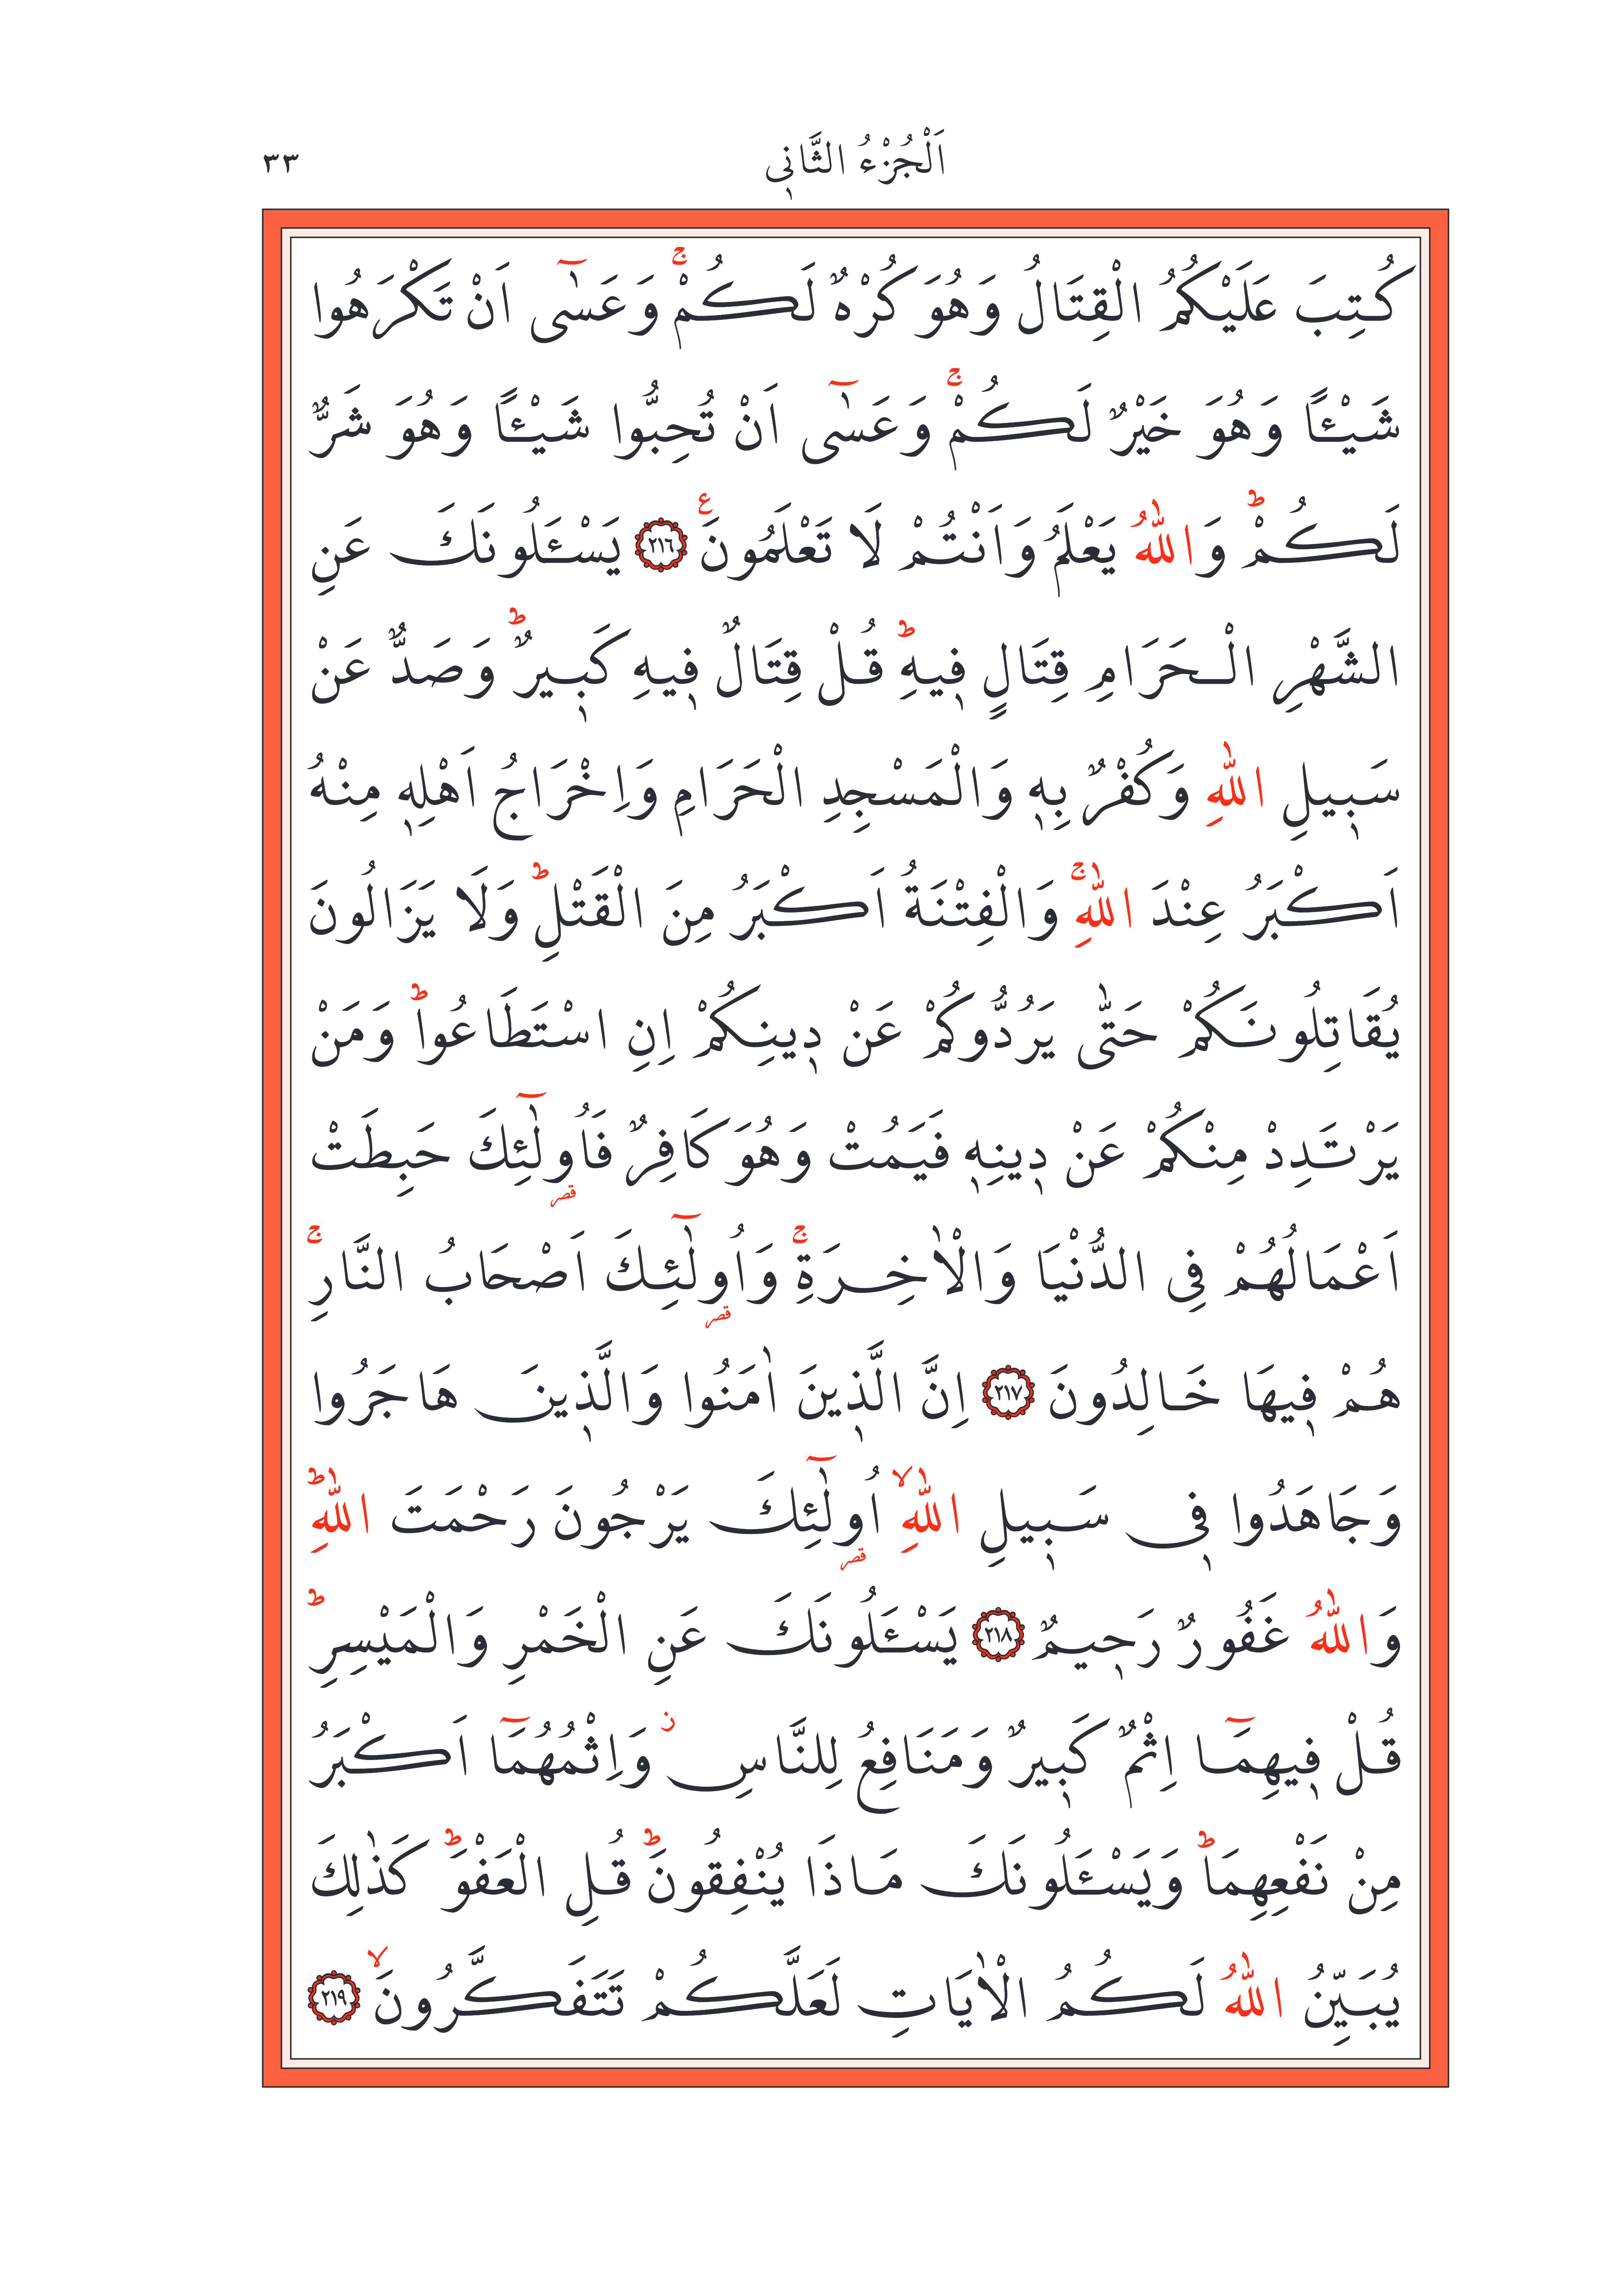 اَلْجُزْءُ الثَّانٖى
٣٣
كُتِبَ عَلَيْكُمُ الْقِتَالُ وَهُوَ كُرْهٌ لَكُمْۚ وَعَسٰٓى اَنْ تَكْرَهُوا
شَيْـًٔا وَهُوَ خَيْرٌ لَكُمْۚ وَعَسٰٓى اَنْ تُحِبُّوا شَيْـًٔا وَهُوَ شَرٌّ
لَكُمْؕ وَاللّٰهُ يَعْلَمُ وَاَنْتُمْ لَا تَعْلَمُونَ ع ﴿٢١٦﴾ يَسْـَٔلُونَكَ عَنِ
الشَّهْرِ الْحَرَامِ قِتَالٍ فٖيهِؕ قُلْ قِتَالٌ فٖيهِ كَبٖيرٌؕ وَصَدٌّ عَنْ
سَبٖيلِ اللّٰهِ وَكُفْرٌ بِهٖ وَالْمَسْجِدِ الْحَرَامِ وَاِخْرَاجُ اَهْلِهٖ مِنْهُ
اَكْبَرُ عِنْدَ اللّٰهِۚ وَالْفِتْنَةُ اَكْبَرُ مِنَ الْقَتْلِؕ وَلَا يَزَالُونَ
يُقَاتِلُونَكُمْ حَتّٰى يَرُدُّوكُمْ عَنْ دٖينِكُمْ اِنِ اسْتَطَاعُواؕ وَمَنْ
يَرْتَدِدْ مِنْكُمْ عَنْ دٖينِهٖ فَيَمُتْ وَهُوَ كَافِرٌ فَاُولٰٓئِكَ قصر حَبِطَتْ
اَعْمَالُهُمْ فِى الدُّنْيَا وَالْاٰخِرَةِۚ وَاُولٰٓئِكَ قصر اَصْحَابُ النَّارِۚ
هُمْ فٖيهَا خَالِدُونَ ﴿٢١٧﴾ اِنَّ الَّذٖينَ اٰمَنُوا وَالَّذٖينَ هَاجَرُوا
وَجَاهَدُوا فٖى سَبٖيلِ اللّٰهِۙ اُولٰٓئِكَ قصر يَرْجُونَ رَحْمَتَ اللّٰهِؕ
وَاللّٰهُ غَفُورٌ رَحٖيمٌ ﴿٢١٨﴾ يَسْـَٔلُونَكَ عَنِ الْخَمْرِ وَالْمَيْسِرِؕ
قُلْ فٖيهِمَٓا اِثْمٌ كَبٖيرٌ وَمَنَافِعُ لِلنَّاسِ ز وَاِثْمُهُمَٓا اَكْبَرُ
مِنْ نَفْعِهِمَاؕ وَيَسْـَٔلُونَكَ مَاذَا يُنْفِقُونَؕ قُلِ الْعَفْوَؕ كَذٰلِكَ
يُبَيِّنُ اللّٰهُ لَكُمُ الْاٰيَاتِ لَعَلَّكُمْ تَتَفَكَّرُونَۙ ﴿٢١٩﴾